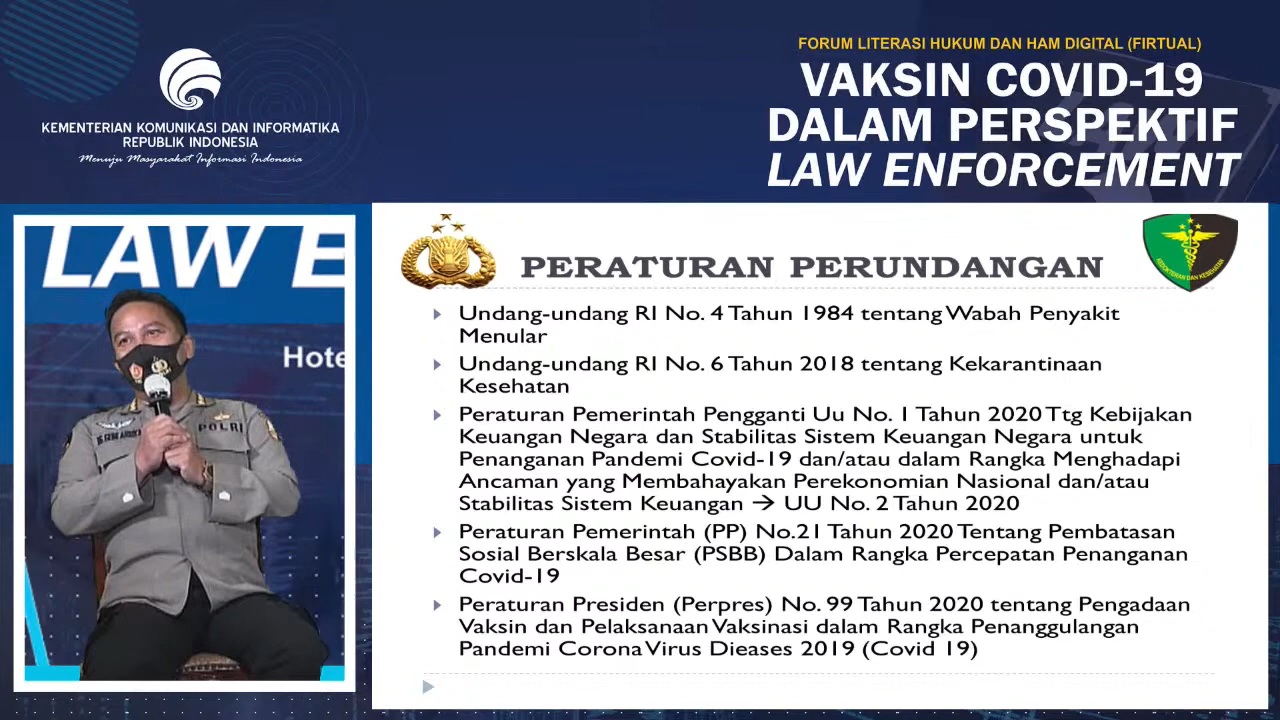 KEMENTERIAN KOMUNIKASI DAN INFORMATIKA
REPUBLIK INDONESIA
Menuju Masyarakat Informasi Indonesia
FORUM LITERASI HUKUM DAN HAM DIGITAL (FIRTUAL)
VAKSIN COVID-19
DALAM PERSPEKTIF
LAW ENFORCEMENT
LAW E
Hote
POLRI
PERATURAN PERUNDANGAN
KEDOKTERAN DAN KESEHATAN
Undang-undang RI No. 4 Tahun 1984 tentang Wabah Penyakit
Menular
Undang-undang RI No. 6 Tahun 2018 tentang Kekarantinaan
Kesehatan
Peraturan Pemerintah Pengganti Uu No. 1 Tahun 2020 Ttg Kebijakan
Keuangan Negara dan Stabilitas Sistem Keuangan Negara untuk
Penanganan Pandemi Covid-19 dan/atau dalam Rangka Menghadapi
Ancaman yang Membahayakan Perekonomian Nasional dan/atau
Stabilitas Sistem Keuangan → UU No. 2 Tahun 2020
Peraturan Pemerintah (PP) No.21 Tahun 2020 Tentang Pembatasan
Sosial Berskala Besar (PSBB) Dalam Rangka Percepatan Penanganan
Covid-19
Peraturan Presiden (Perpres) No. 99 Tahun 2020 tentang Pengadaan
Vaksin dan Pelaksanaan Vaksinasi dalam Rangka Penanggulangan
Pandemi Corona Virus Dieases 2019 (Covid 19)